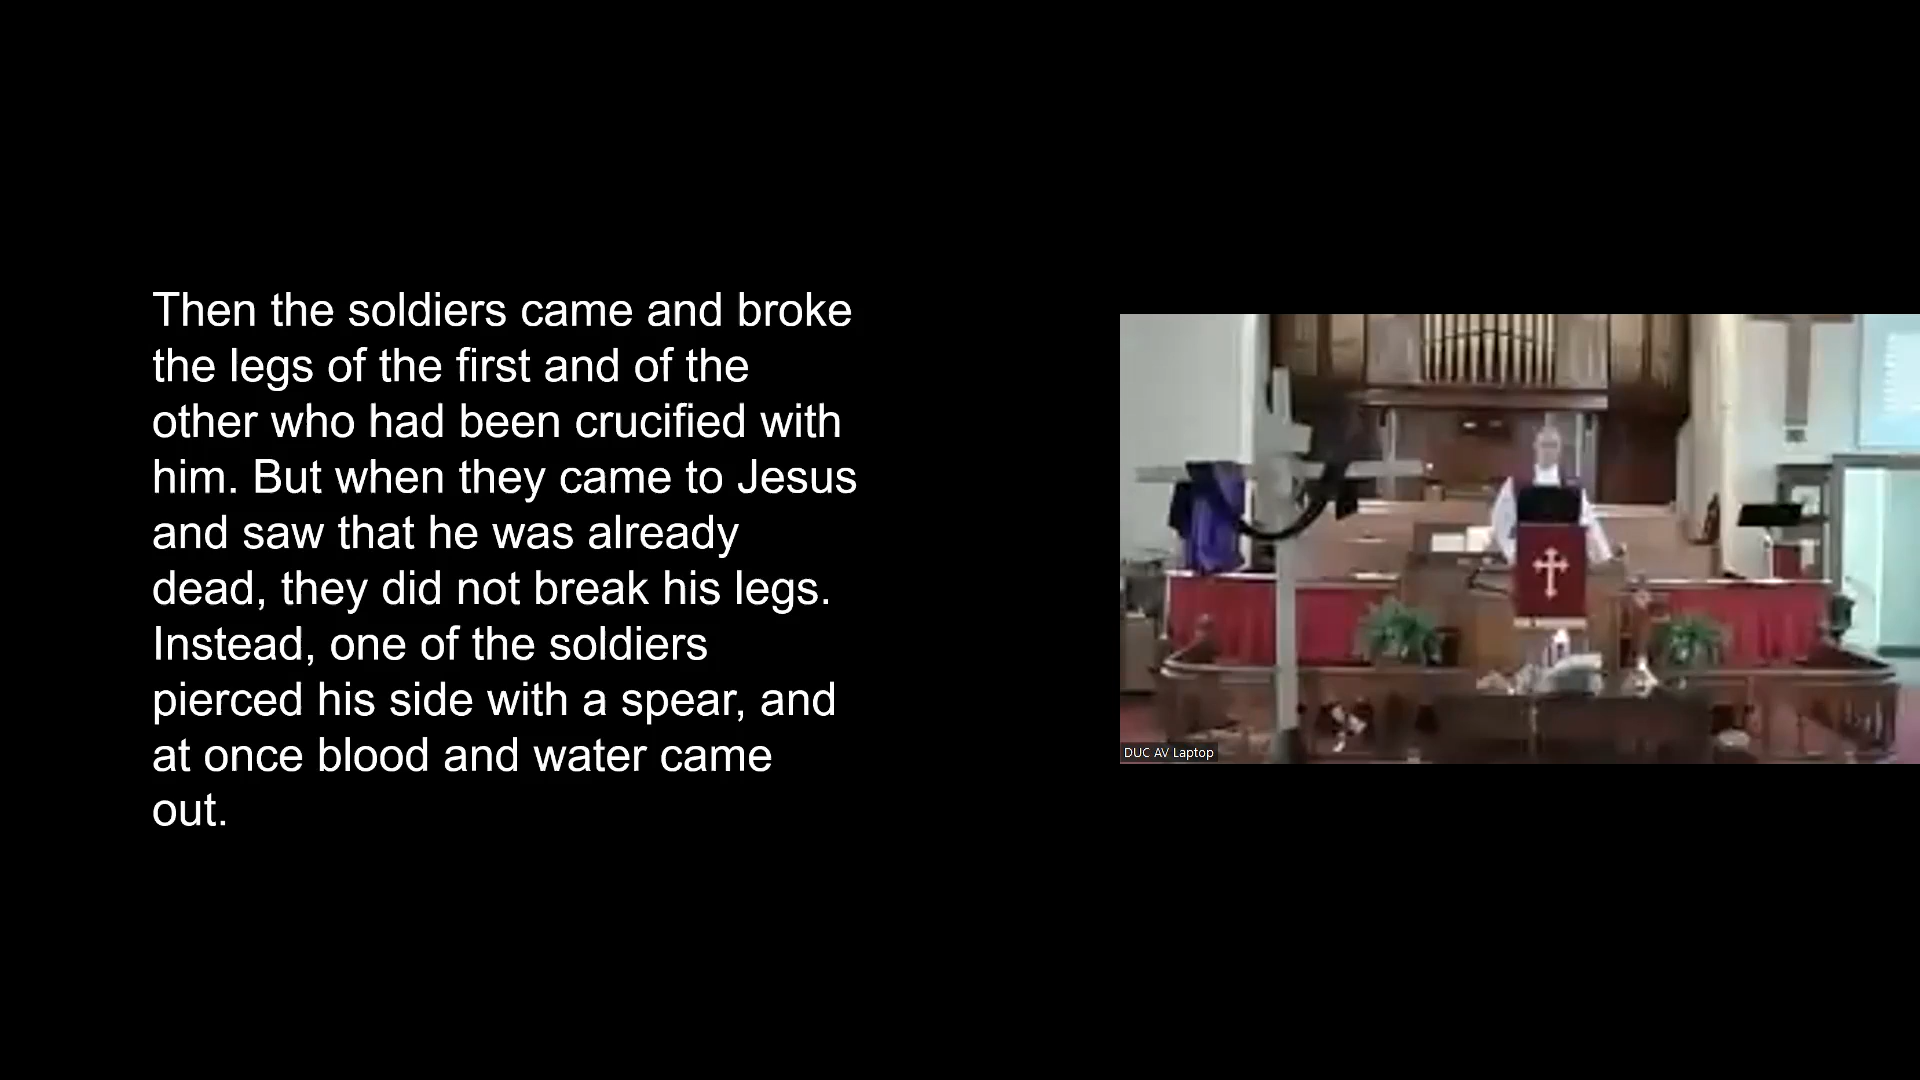 Then the soldiers came and broke
the legs of the first and of the
other who had been crucified with
him. But when they came to Jesus
and saw that he was already
dead, they did not break his legs.
Instead, one of the soldiers
pierced his side with a spear, and
at once blood and water came
out.
DUC AV Laptop